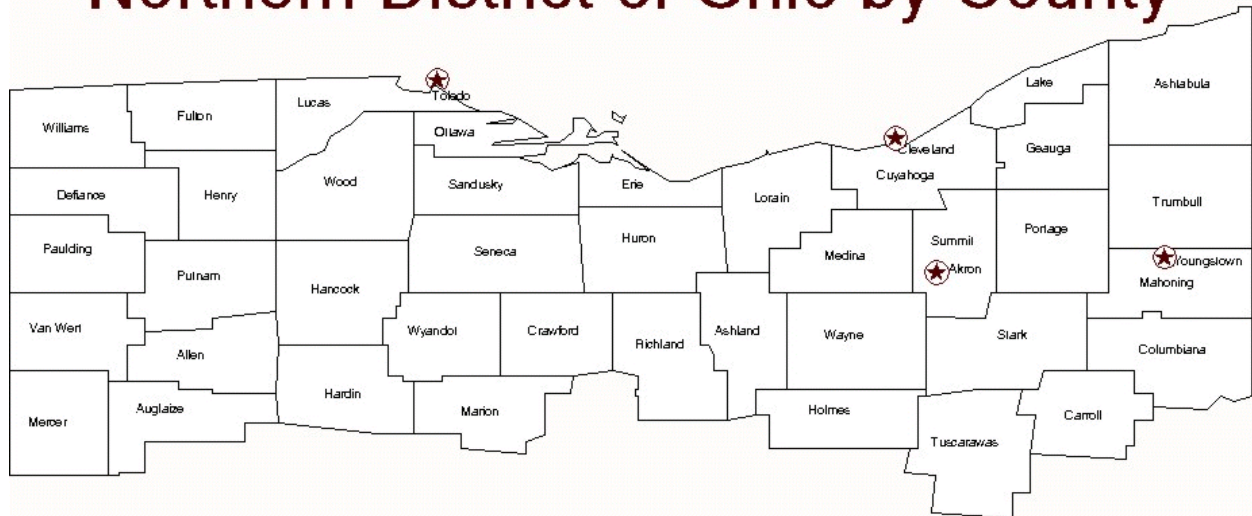 Northern District of Ohio by County
Williams
Fulton
Lucas
Toledo
Ottawa
Lake
Ashtabula
Cleveland
Geauga
Cuyahoga
Defiance
Henry
Wood
Sandusky
Erie
Lorain
Trumbull
Paulding
Putnam
Hancock
Seneca
Huron
Medina
Summit
Akron
Portage
Youngstown
Mahoning
Van Wert
Allen
Wyandot
Crawford
Richland
Ashland
Wayne
Stark
Columbiana
Mercer
Auglaize
Hardin
Marion
Holmes
Tuscarawas
Carroll